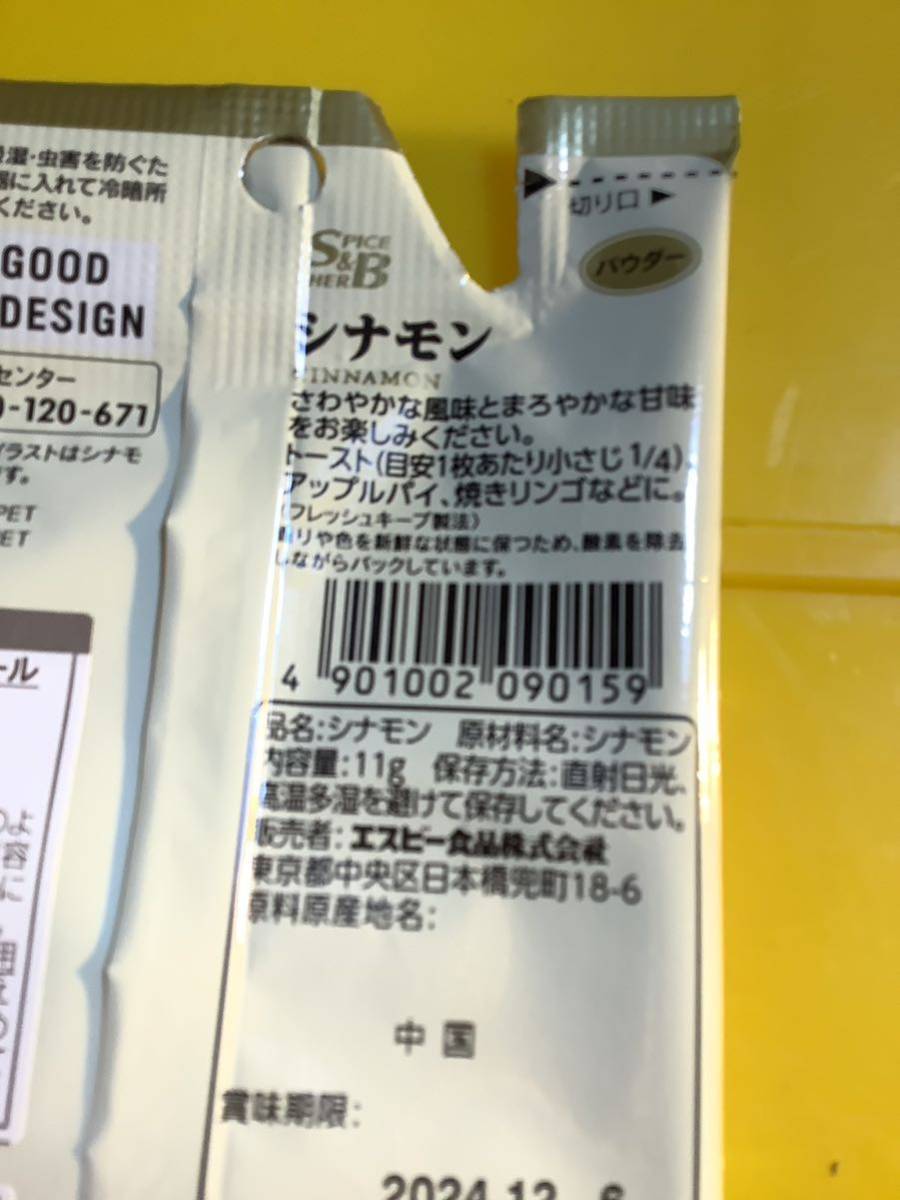 湿・虫害を防ぐた
器に入れて冷暗所
ください。
GOOD
DESIGN
センター
0-120-671
イラストはシナモ
す。
PET
ET
ール
のよ
容
に
切り口
パウダー
SPICE
S&B
HERB
シナモン
CINNAMON
さわやかな風味とまろやかな甘味
をお楽しみください。
トースト(目安1枚あたり小さじ1/4)、
アップルパイ、焼きリンゴなどに。
(フレッシュキープ製法)
香りや色を新鮮な状態に保つため、酸素を除去
しながらパックしています。
4 901002 090159
品名:シナモン 原材料名:シナモン
内容量:11g 保存方法:直射日光、
高温多湿を避けて保存してください。
販売者:エスビー食品株式会社
東京都中央区日本橋兜町18-6
原料原産地名:
中国
賞味期限:
2024.12. 6